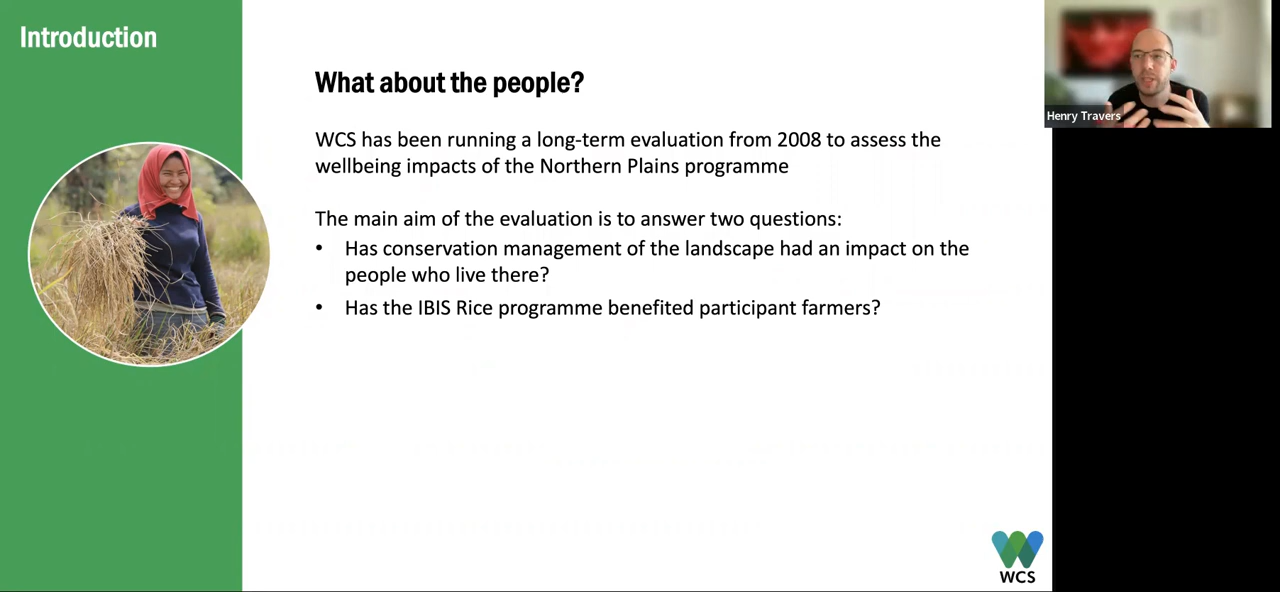 Introduction
What about the people?
WCS has been running a long-term evaluation from 2008 to assess the
wellbeing impacts of the Northern Plains programme
The main aim of the evaluation is to answer two questions:
• Has conservation management of the landscape had an impact on the
people who live there?
• Has the IBIS Rice programme benefited participant farmers?
Henry Travers
WCS